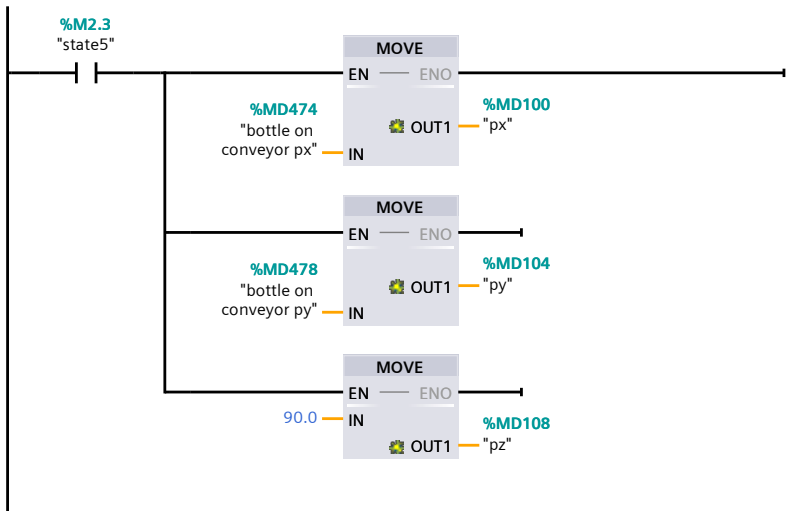 %M2.3
"state5"
MOVE
EN ENO
%MD474
"bottle on
conveyor px"
IN
OUT1
%MD100
"px"
MOVE
EN ENO
%MD478
"bottle on
conveyor py"
IN
OUT1
%MD104
"py"
MOVE
EN ENO
90.0
IN
OUT1
%MD108
"pz"